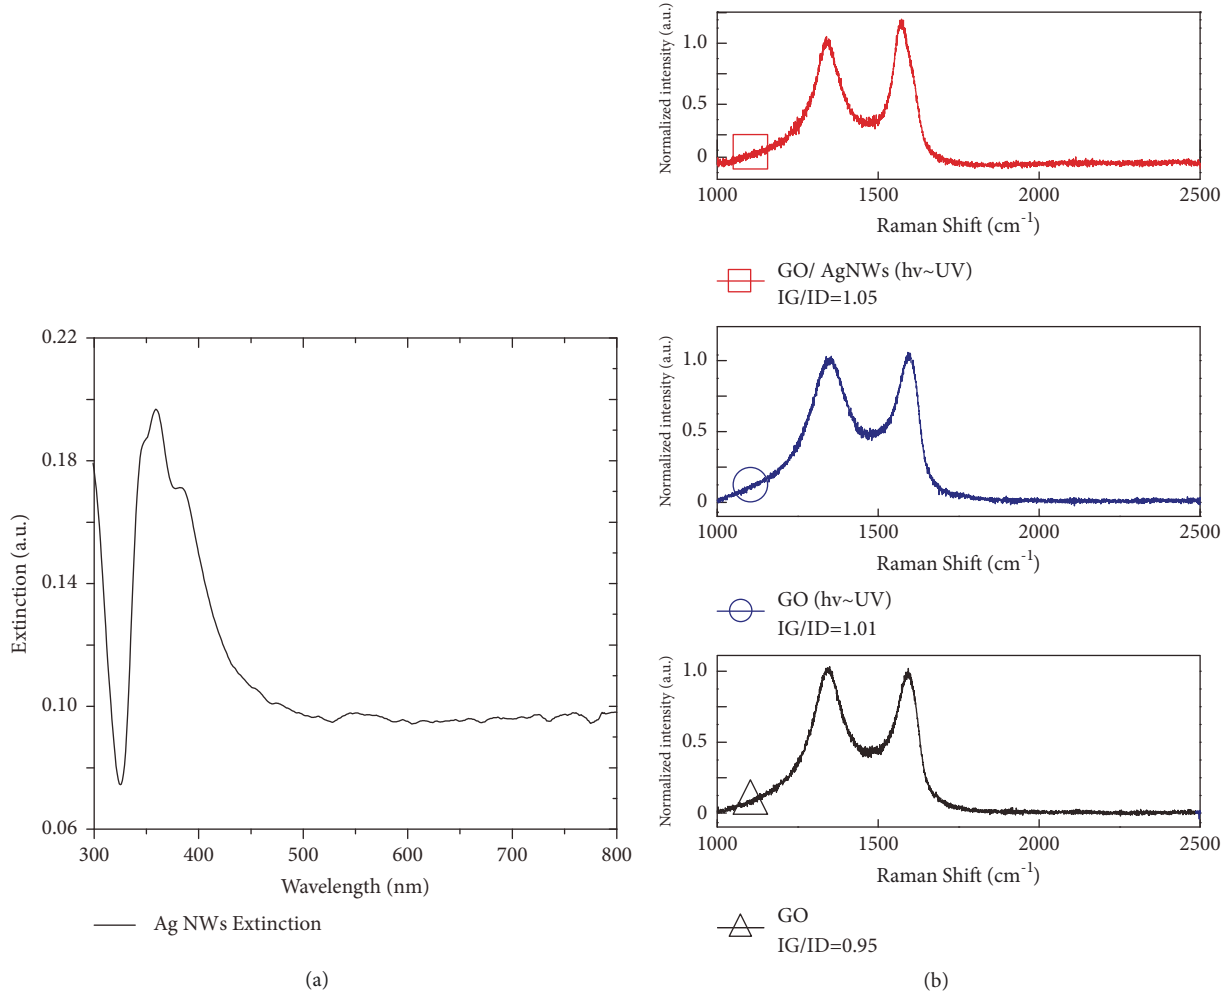 0.22
0.18
0.14
0.10
0.06
Extinction (a.u.)
300 400 500 600 700 800
Wavelength (nm)
Ag NWs Extinction
(a)
Normalized intensity (a.u.)
1.0
0.5
0
1000 1500 2000 2500
Raman Shift (cm-1)
GO/ AgNWs (hv~UV)
IG/ID=1.05
Normalized intensity (a.u.)
1.0
0.5
0
1000 1500 2000 2500
Raman Shift (cm-1)
GO (hv~UV)
IG/ID=1.01
Normalized intensity (a.u.)
1.0
0.5
0
1000 1500 2000 2500
Raman Shift (cm-1)
GO
IG/ID=0.95
(b)